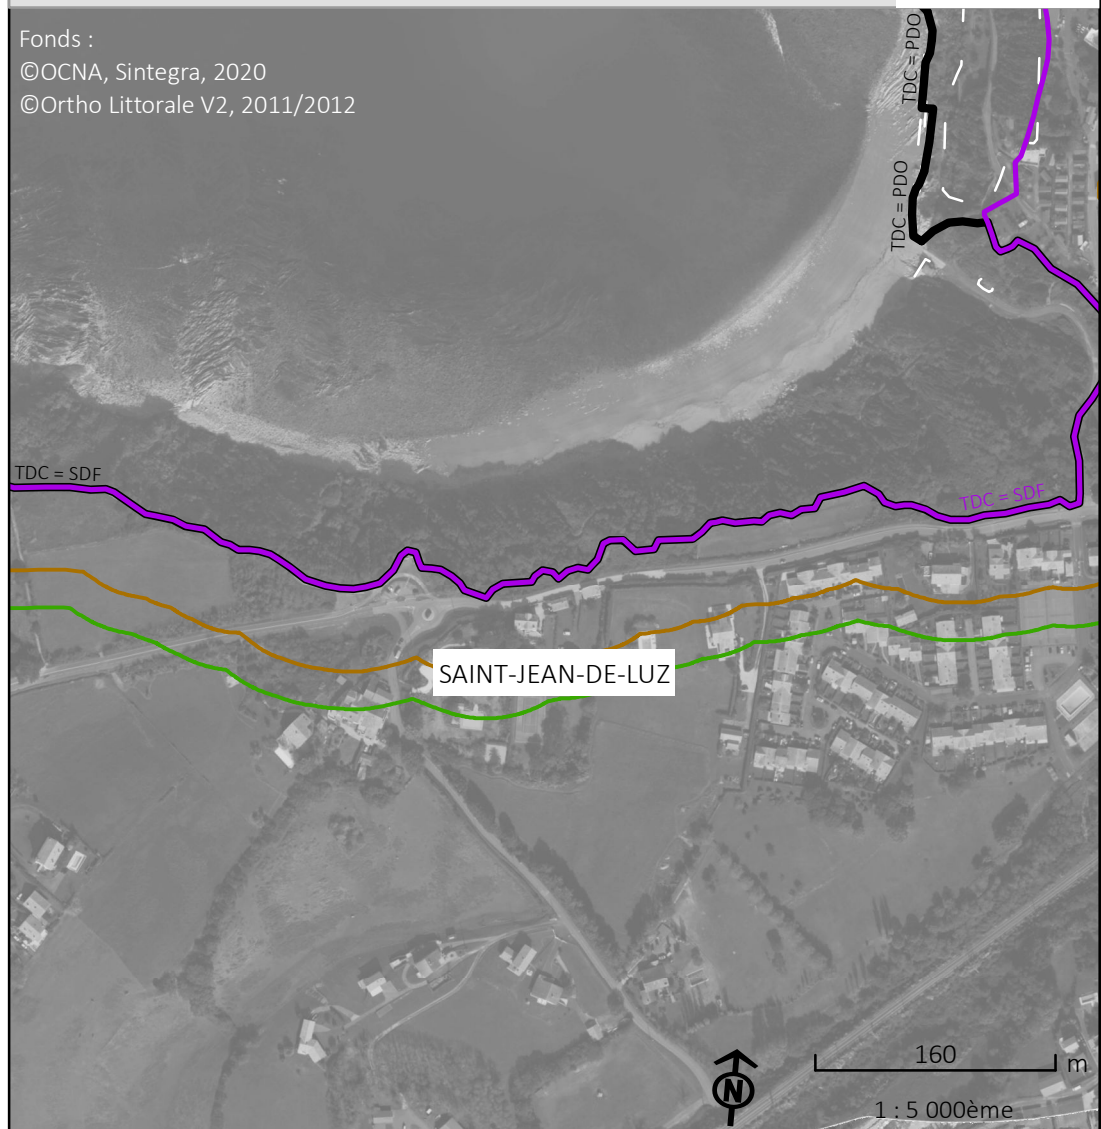 Fonds :
©OCNA, Sintegra, 2020
©Ortho Littorale V2, 2011/2012
TDC = PDO
TDC = PDO
TDC = SDF
TDC = SDF
SAINT-JEAN-DE-LUZ
160
m
N
1 : 5 000ème